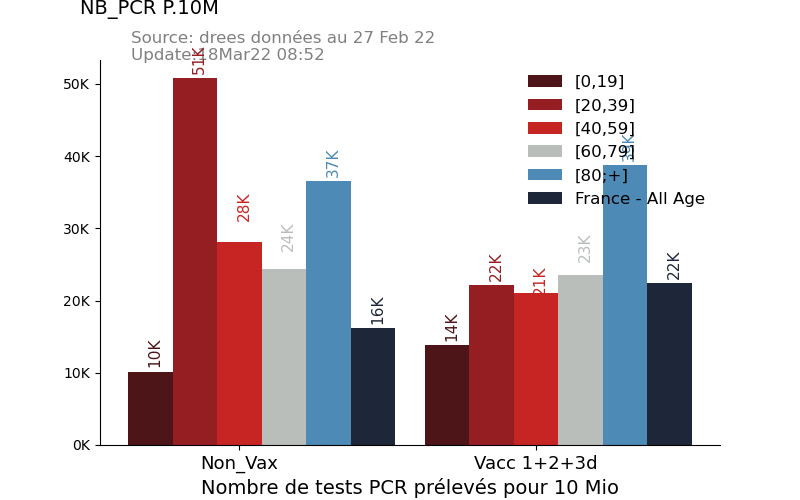 NB_PCR P.10M
Source: drees données au 27 Feb 22
Update:18Mar22 08:52
50K
40K
30K
20K
10K
0K
10K
51K
28K
24K
37K
16K
14K
22K
21K
23K
22K
[0,19]
[20,39]
[40,59]
[60,79]
[80;+]
France - All Age
Non_Vax
Vacc 1+2+3d
Nombre de tests PCR prélevés pour 10 Mio